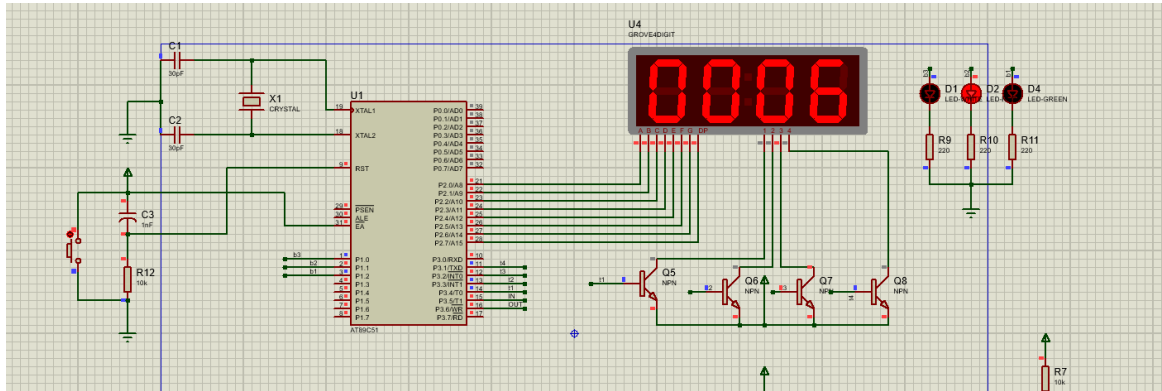 U4
GROVE4DIGIT
0006
A B C D E F G DP
1 2 3 4
C1
30pF
X1
CRYSTAL
C2
30pF
C3
1nF
R12
10k
U1
19 XTAL1
18 XTAL2
9 RST
29 PSEN
30 ALE
31 EA
b3 1 P1.0
b2 2 P1.1
b1 3 P1.2
4 P1.3
5 P1.4
6 P1.5
7 P1.6
8 P1.7
P0.0/AD0 39
P0.1/AD1 38
P0.2/AD2 37
P0.3/AD3 36
P0.4/AD4 35
P0.5/AD5 34
P0.6/AD6 33
P0.7/AD7 32
P2.0/A8 21
P2.1/A9 22
P2.2/A10 23
P2.3/A11 24
P2.4/A12 25
P2.5/A13 26
P2.6/A14 27
P2.7/A15 28
P3.0/RXD 10
P3.1/TXD 11 t4
P3.2/INT0 12 t3
P3.3/INT1 13 t2
P3.4/T0 14 t1
P3.5/T1 15 IN
P3.6/WR 16 OUT
P3.7/RD 17
AT89C51
t1
Q5
NPN
Q6
NPN
Q7
NPN
t4
Q8
NPN
D1
D2
D4
LED-GREEN
R9
220
R10
220
R11
220
R7
10k